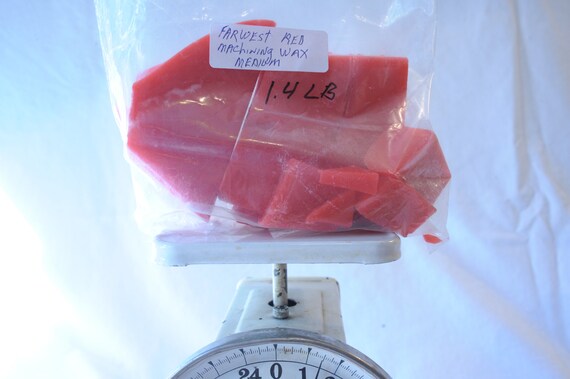 FARWEST RED
MACHINING WAX
MEDIUM
1.4 LB
24 0 1